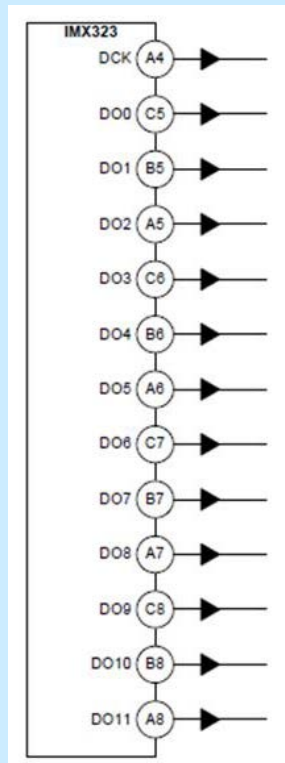 IMX323
DCK A4
DO0 C5
DO1 B5
DO2 A5
DO3 C6
DO4 B6
DO5 A6
DO6 C7
DO7 B7
DO8 A7
DO9 C8
DO10 B8
DO11 A8